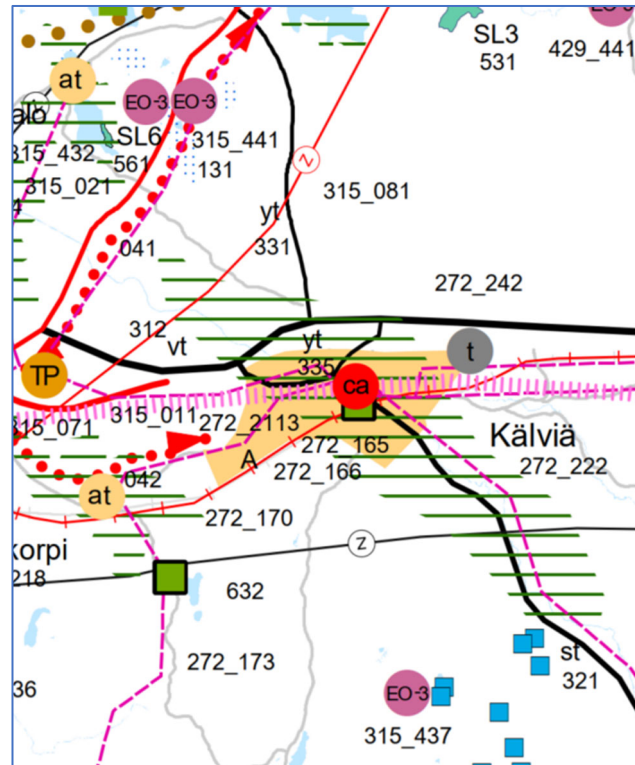 SL3
531
429_441
at
EO-3
EO-3
SL6
561
315_441
131
315_432
315_021
315_081
z
yt
331
041
272_242
312
vt
yt
335
t
TP
ca
315_011
315_071
272_2113
272_165
Kälviä
A
272_166
272_222
at
042
272_170
korpi
218
z
632
272_173
st
321
36
EO-3
315_437